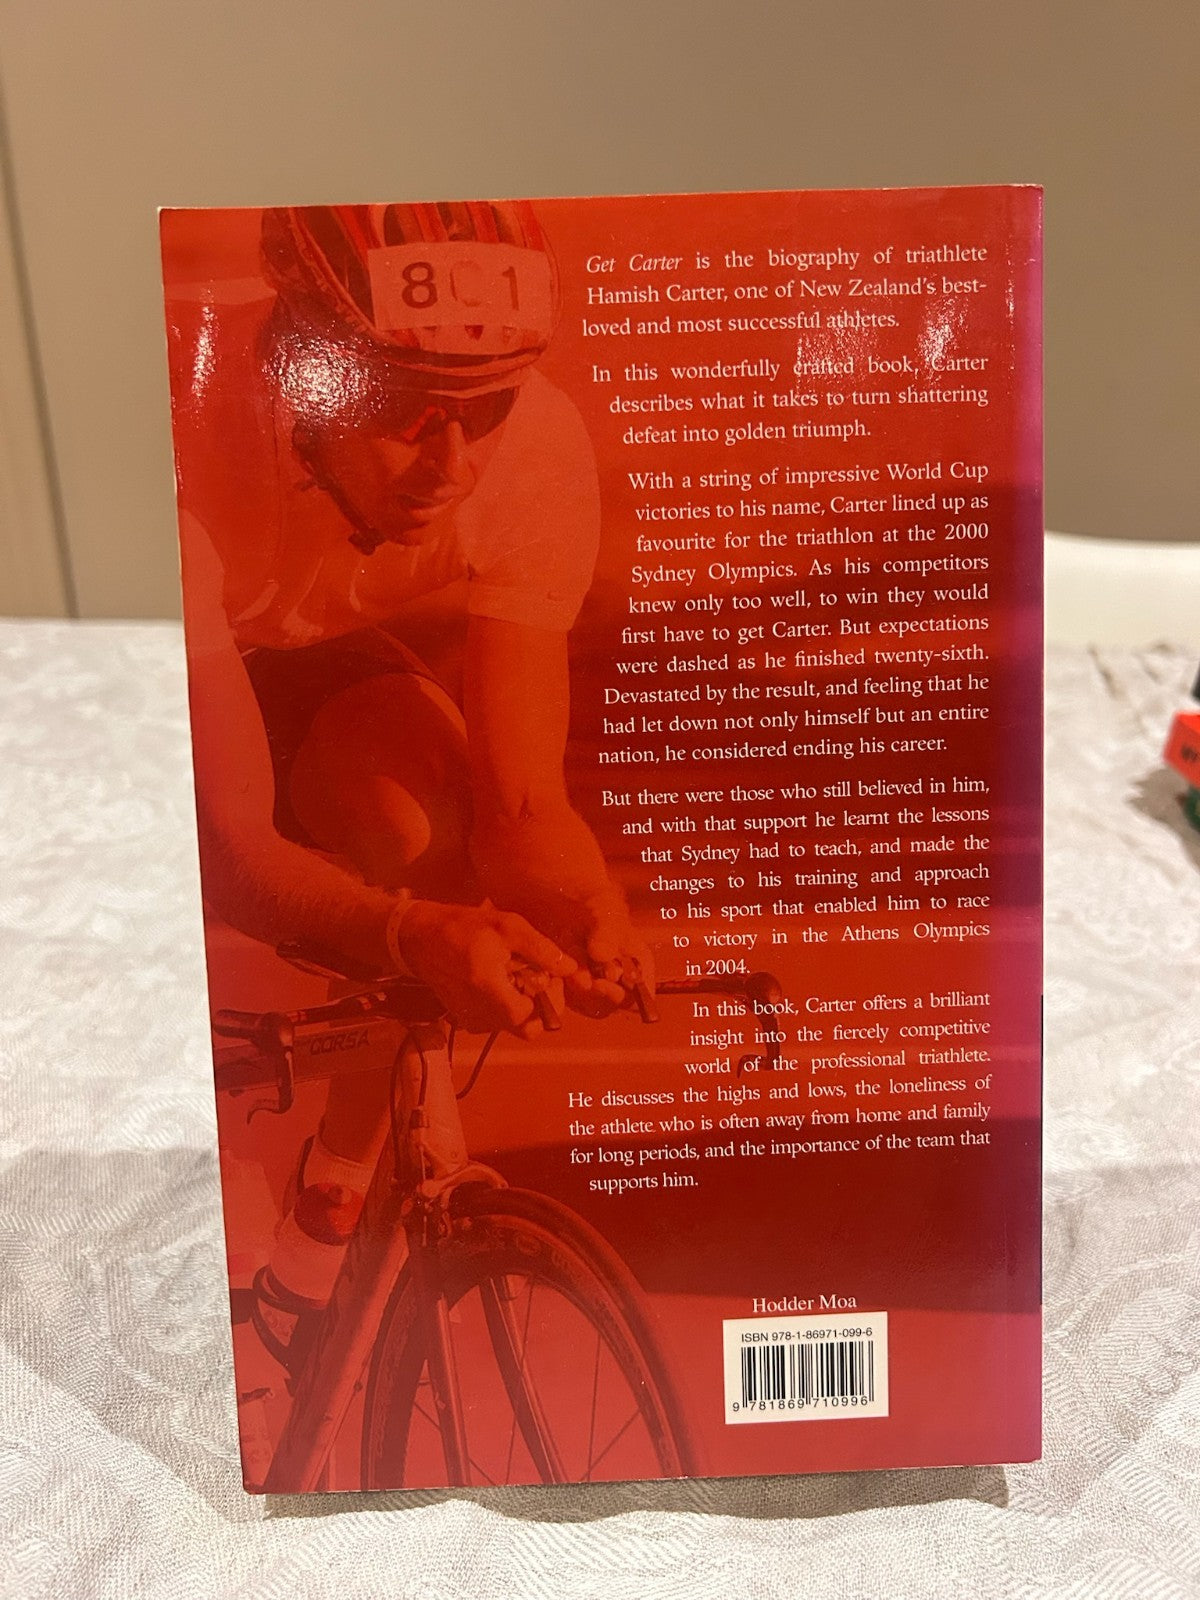 801
Get Carter is the biography of triathlete
Hamish Carter, one of New Zealand's best-
loved and most successful athletes.
In this wonderfully crafted book, Carter
describes what it takes to turn shattering
defeat into golden triumph.
With a string of impressive World Cup
victories to his name, Carter lined up as
favourite for the triathlon at the 2000
Sydney Olympics. As his competitors
knew only too well, to win they would
first have to get Carter. But expectations
were dashed as he finished twenty-sixth.
Devastated by the result, and feeling that he
had let down not only himself but an entire
nation, he considered ending his career.
But there were those who still believed in him,
and with that support he learnt the lessons
that Sydney had to teach, and made the
changes to his training and approach
to his sport that enabled him to race
to victory in the Athens Olympics
in 2004.
In this book, Carter offers a brilliant
insight into the fiercely competitive
world of the professional triathlete.
He discusses the highs and lows, the loneliness of
the athlete who is often away from home and family
for long periods, and the importance of the team that
supports him.
CORSA
Hodder Moa
ISBN 978-1-86971-099-6
9 781869 710996